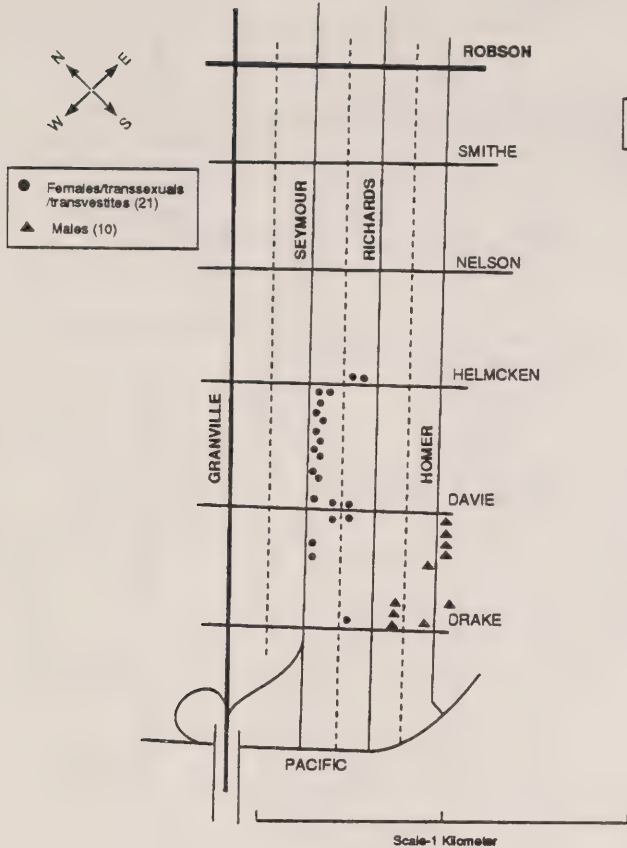 N
E
W
S
ROBSON
Females/transsexuals
/transvestites (21)
Males (10)
SMITHE
SEYMOUR
RICHARDS
NELSON
HELMCKEN
GRANVILLE
HOMER
DAVIE
DRAKE
PACIFIC
Scale-1 Kilometer